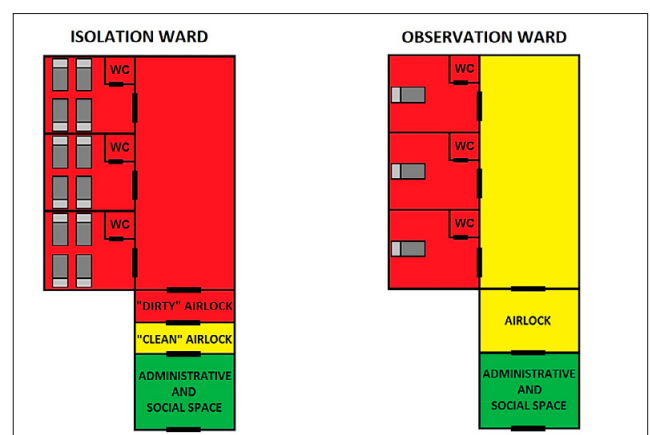 ISOLATION WARD
WC
WC
WC
"DIRTY" AIRLOCK
"CLEAN" AIRLOCK
ADMINISTRATIVE
AND
SOCIAL SPACE
OBSERVATION WARD
WC
WC
WC
AIRLOCK
ADMINISTRATIVE
AND
SOCIAL SPACE